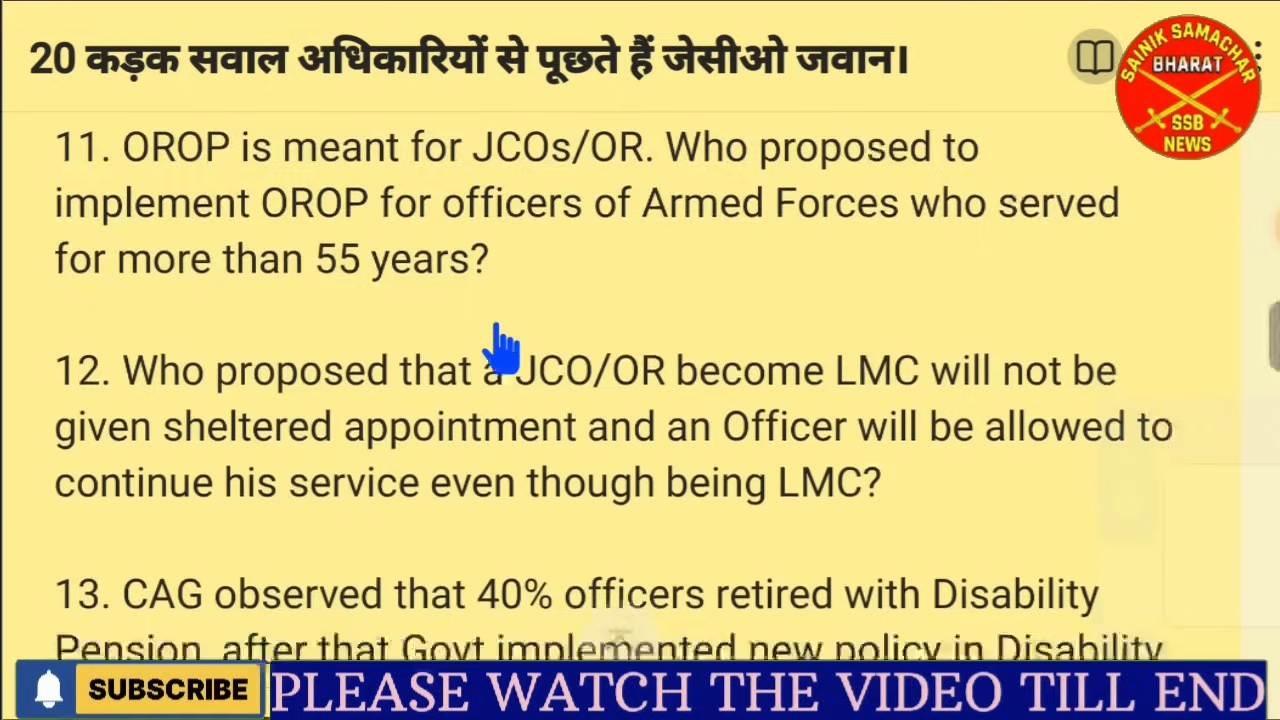 20 कड़क सवाल अधिकारियों से पूछते हैं जेसीओ जवान।
SAINIK SAMACHAR
BHARAT
SSB
NEWS
11. OROP is meant for JCOs/OR. Who proposed to
implement OROP for officers of Armed Forces who served
for more than 55 years?
12. Who proposed that a JCO/OR become LMC will not be
given sheltered appointment and an Officer will be allowed to
continue his service even though being LMC?
13. CAG observed that 40% officers retired with Disability
Pension, after that Govt implemented new policy in Disability
SUBSCRIBE
PLEASE WATCH THE VIDEO TILL END